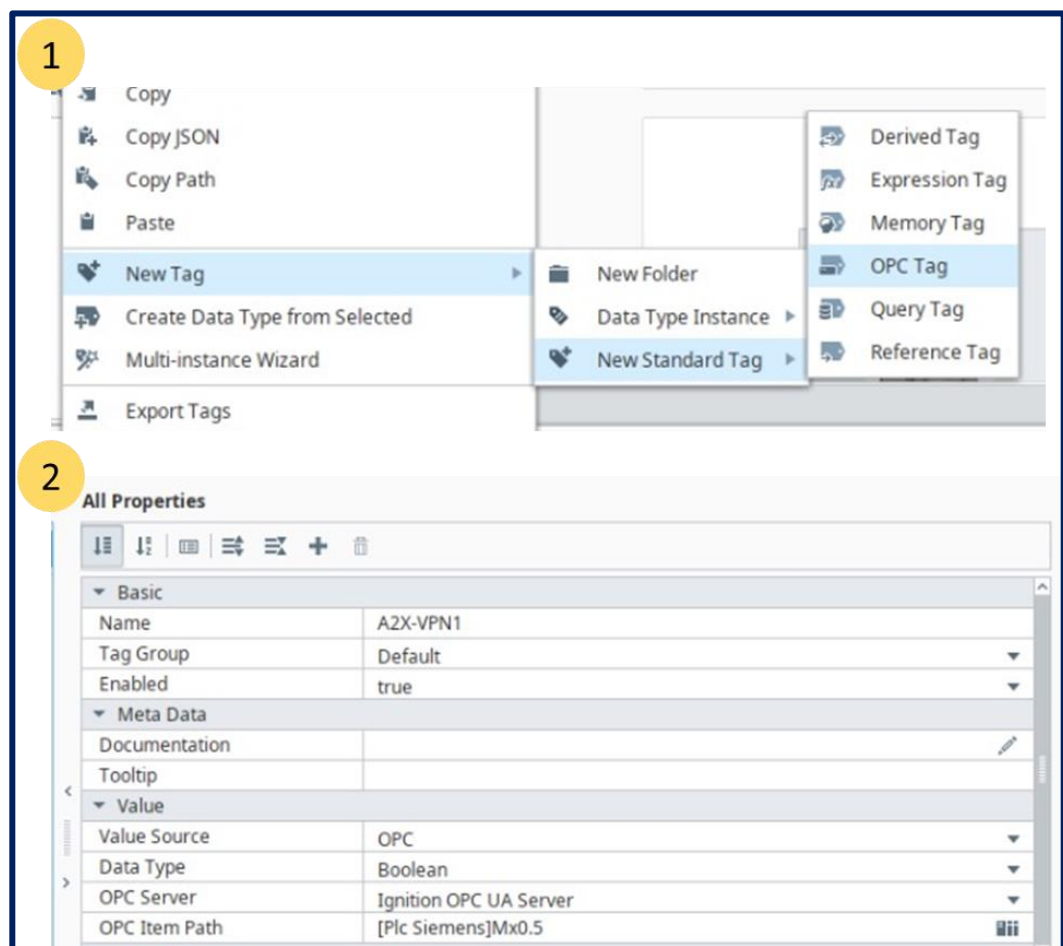 1
Copy
Copy JSON
Copy Path
Paste
New Tag
Create Data Type from Selected
Multi-instance Wizard
Export Tags
New Folder
Data Type Instance
New Standard Tag
Derived Tag
Expression Tag
Memory Tag
OPC Tag
Query Tag
Reference Tag
2
All Properties
Basic
Name A2X-VPN1
Tag Group Default
Enabled true
Meta Data
Documentation
Tooltip
Value
Value Source OPC
Data Type Boolean
OPC Server Ignition OPC UA Server
OPC Item Path [Plc Siemens]Mx0.5